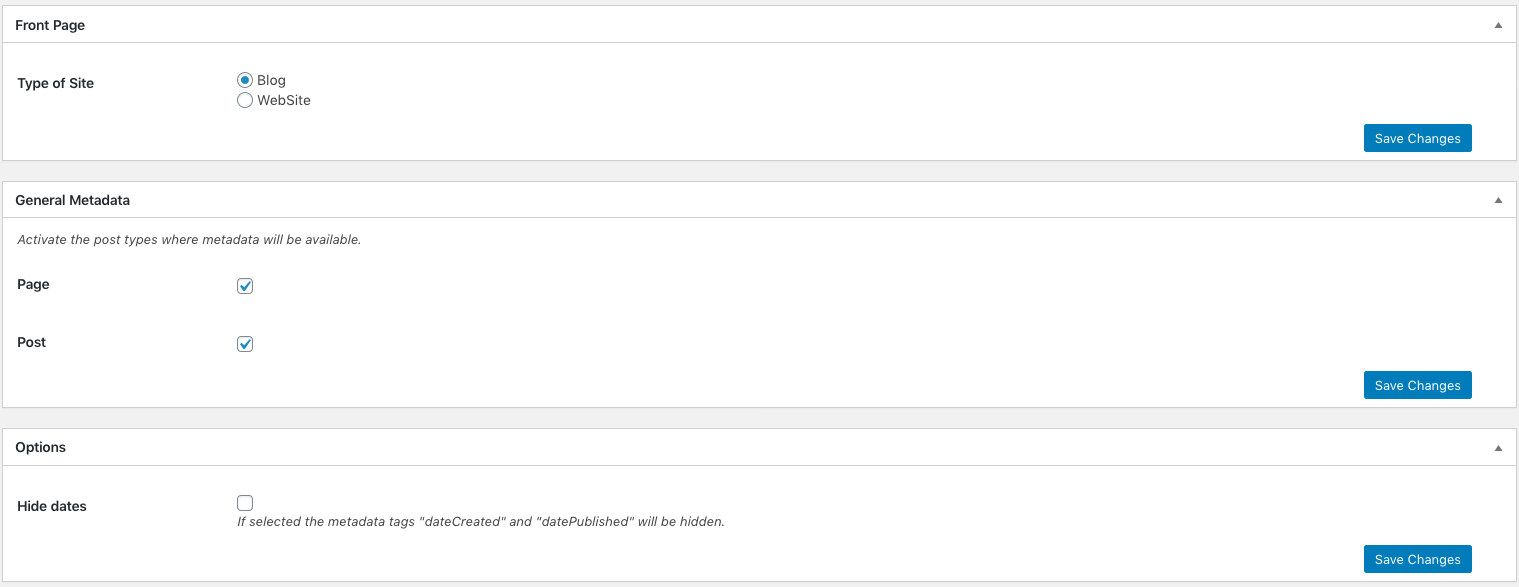 Front Page
Type of Site
Blog
WebSite
Save Changes
General Metadata
Activate the post types where metadata will be available.
Page
Post
Save Changes
Options
Hide dates
If selected the metadata tags "dateCreated" and "datePublished" will be hidden.
Save Changes